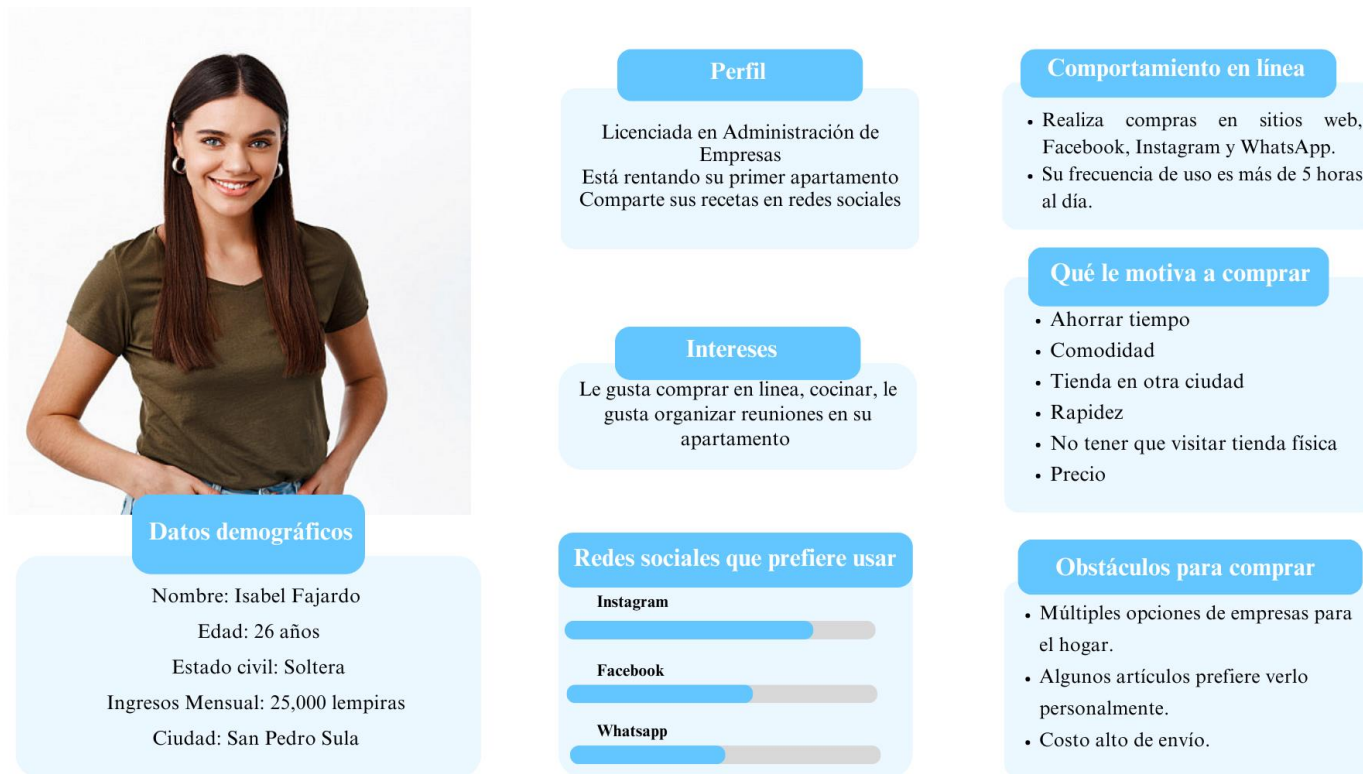 Perfil
Licenciada en Administración de
Empresas
Está rentando su primer apartamento
Comparte sus recetas en redes sociales
Comportamiento en línea
• Realiza compras en sitios web,
Facebook, Instagram y WhatsApp.
• Su frecuencia de uso es más de 5 horas
al día.
Qué le motiva a comprar
• Ahorrar tiempo
• Comodidad
• Tienda en otra ciudad
• Rapidez
• No tener que visitar tienda física
• Precio
Intereses
Le gusta comprar en linea, cocinar, le
gusta organizar reuniones en su
apartamento
Datos demográficos
Nombre: Isabel Fajardo
Edad: 26 años
Estado civil: Soltera
Ingresos Mensual: 25,000 lempiras
Ciudad: San Pedro Sula
Redes sociales que prefiere usar
Instagram
Facebook
Whatsapp
Obstáculos para comprar
• Múltiples opciones de empresas para
el hogar.
• Algunos artículos prefiere verlo
personalmente.
• Costo alto de envío.